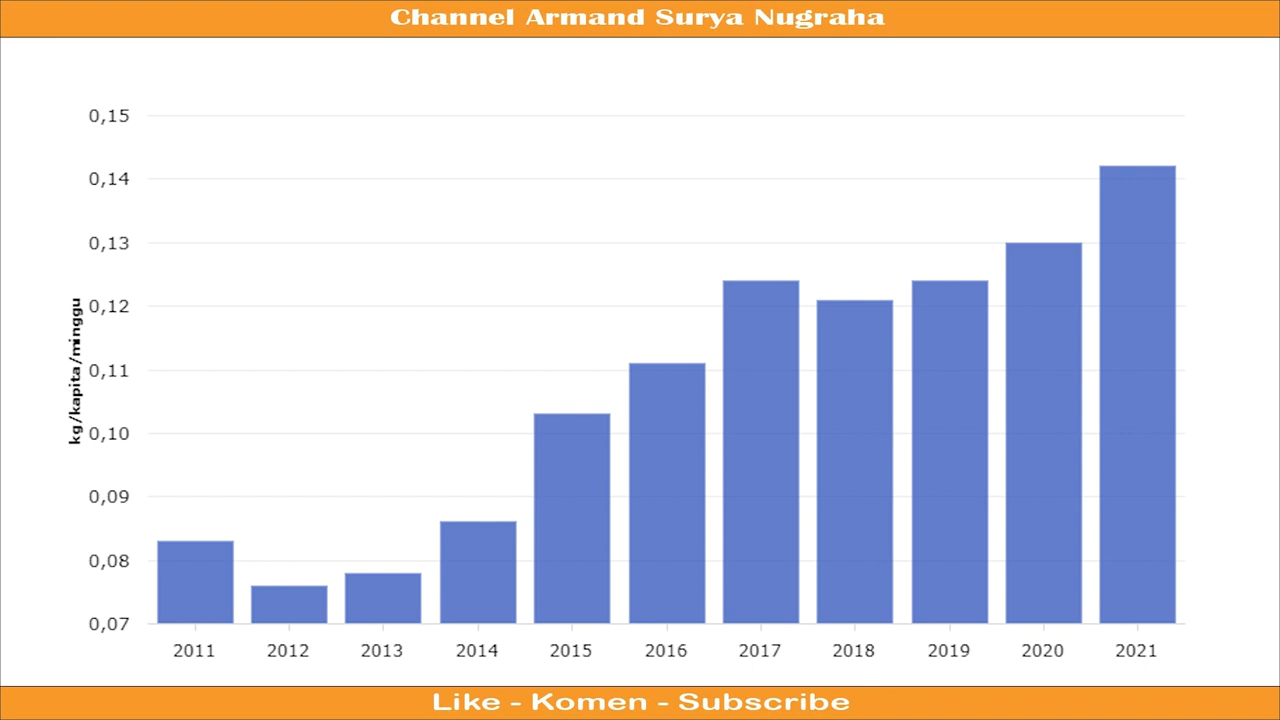 Channel Armand Surya Nugraha
0,15
0,14
0,13
0,12
0,11
0,10
0,09
0,08
0,07
kg/kapita/minggu
2011 2012 2013 2014 2015 2016 2017 2018 2019 2020 2021
Like - Komen - Subscribe